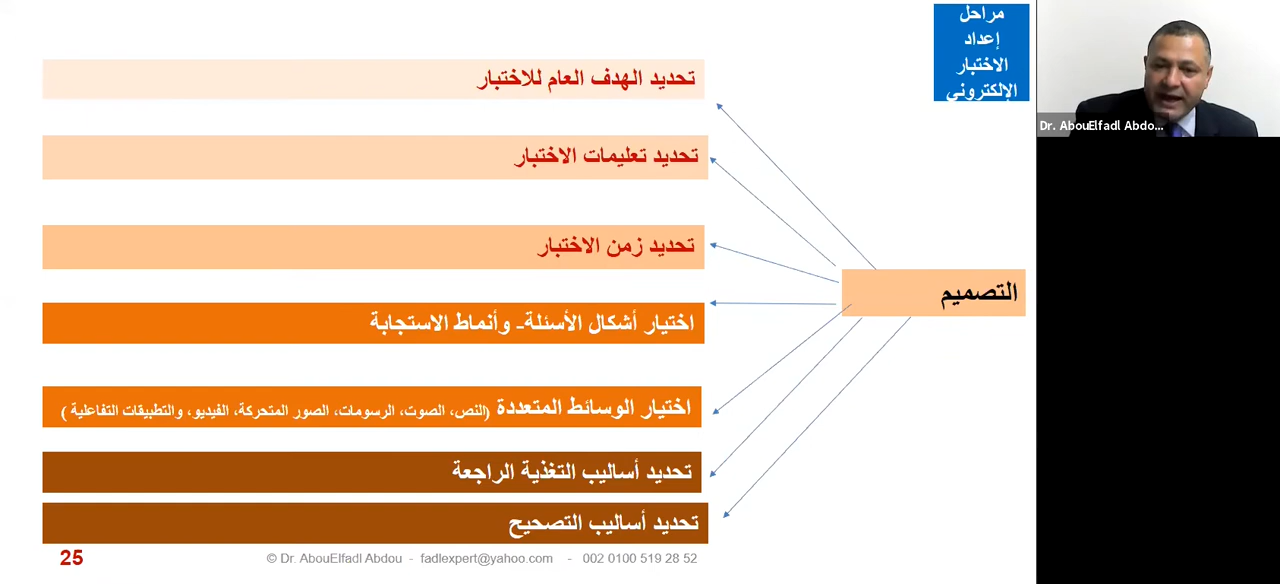 مراحل
إعداد
الاختبار
الإلكتروني
Dr. AbouElfadl Abdo...
تحديد الهدف العام للاختبار
تحديد تعليمات الاختبار
تحديد زمن الاختبار
التصميم
اختيار أشكال الأسئلة- وأنماط الاستجابة
اختيار الوسائط المتعددة (النص، الصوت، الرسومات، الصور المتحركة، الفيديو، والتطبيقات التفاعلية )
تحديد أساليب التغذية الراجعة
تحديد أساليب التصحيح
25
© Dr. AbouElfadl Abdou - fadlexpert@yahoo.com - 002 0100 519 28 52